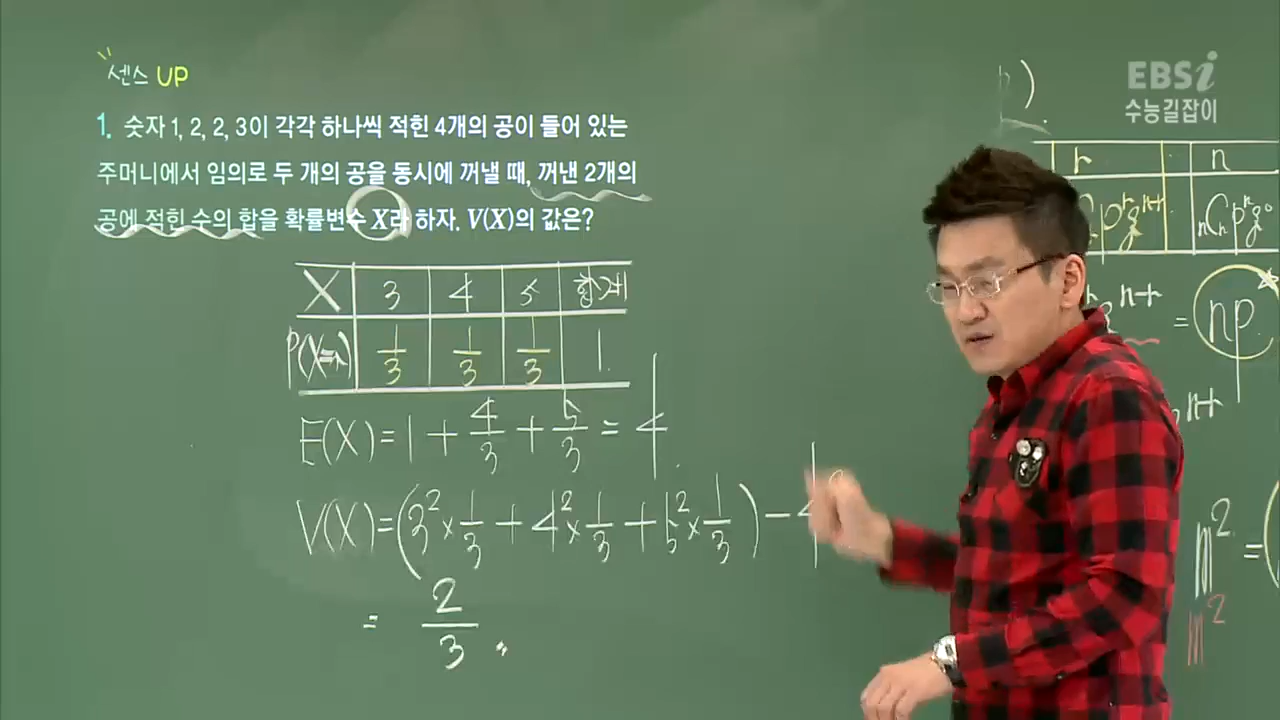 센스 UP
EBSi
수능길잡이
1. 숫자 1, 2, 2, 3이 각각 하나씩 적힌 4개의 공이 들어 있는
주머니에서 임의로 두 개의 공을 동시에 꺼낼 때, 꺼낸 2개의
공에 적힌 수의 합을 확률변수 X라 하자. V(X)의 값은?
X 3 4 5 합계
P(X=x) 1/3 1/3 1/3 1
E(X)=1+4/3+5/3=4
V(X)=(3²×1/3+4²×1/3+5²×1/3)-4
= 2/3
r n
nCnpⁿq⁰
= np
m² = (
m²